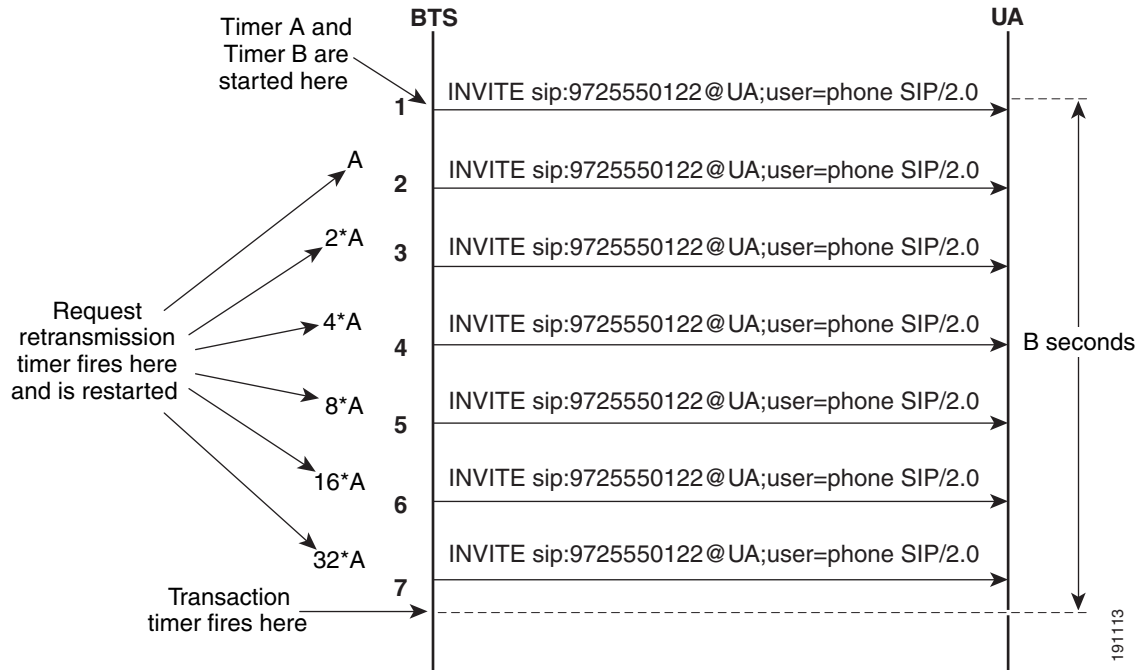 BTS
UA
Timer A and
Timer B are
started here
1
INVITE sip:9725550122@UA;user=phone SIP/2.0
A
2
INVITE sip:9725550122@UA;user=phone SIP/2.0
2*A
3
INVITE sip:9725550122@UA;user=phone SIP/2.0
Request
retransmission
timer fires here
and is restarted
4*A
4
INVITE sip:9725550122@UA;user=phone SIP/2.0
B seconds
8*A
5
INVITE sip:9725550122@UA;user=phone SIP/2.0
16*A
6
INVITE sip:9725550122@UA;user=phone SIP/2.0
32*A
7
INVITE sip:9725550122@UA;user=phone SIP/2.0
Transaction
timer fires here
191113